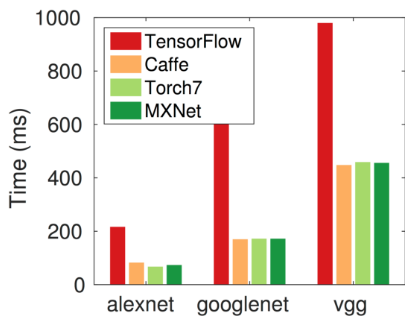 1000
800
600
400
200
0
Time (ms)
TensorFlow
Caffe
Torch7
MXNet
alexnet googlenet vgg